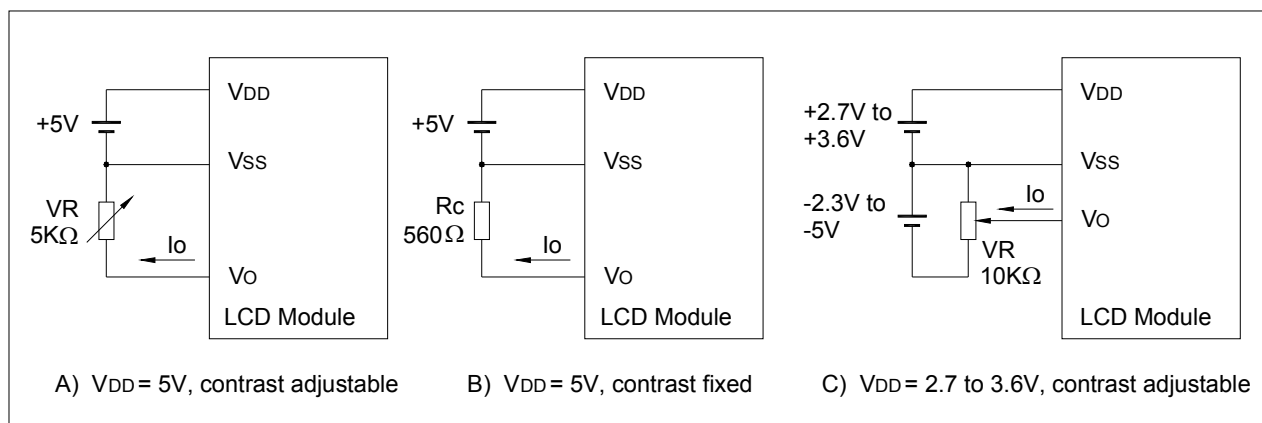 VDD
+5V
VSS
VR
5KΩ
Io
VO
LCD Module
A) VDD = 5V, contrast adjustable
VDD
+5V
VSS
Rc
560Ω
Io
VO
LCD Module
B) VDD = 5V, contrast fixed
VDD
+2.7V to
+3.6V
VSS
-2.3V to
-5V
Io
VO
VR
10KΩ
LCD Module
C) VDD = 2.7 to 3.6V, contrast adjustable